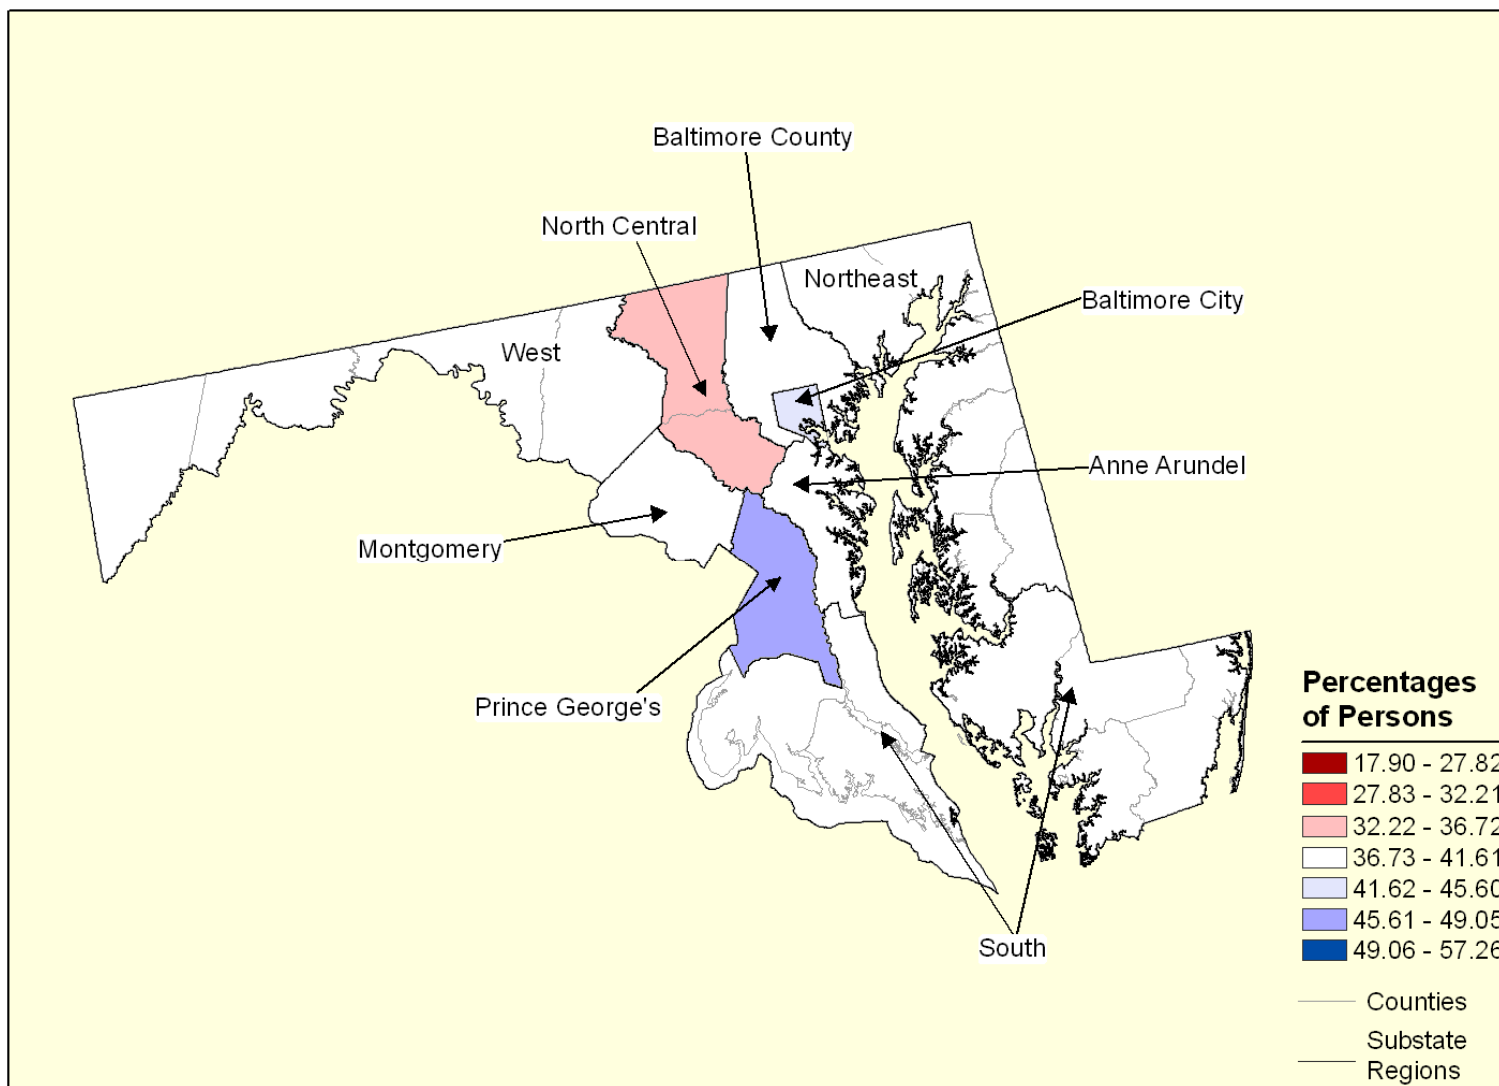 Baltimore County
North Central
Northeast
Baltimore City
West
Anne Arundel
Montgomery
Prince George's
South
Percentages
of Persons
17.90 - 27.82
27.83 - 32.21
32.22 - 36.72
36.73 - 41.61
41.62 - 45.60
45.61 - 49.05
49.06 - 57.26
Counties
Substate
Regions